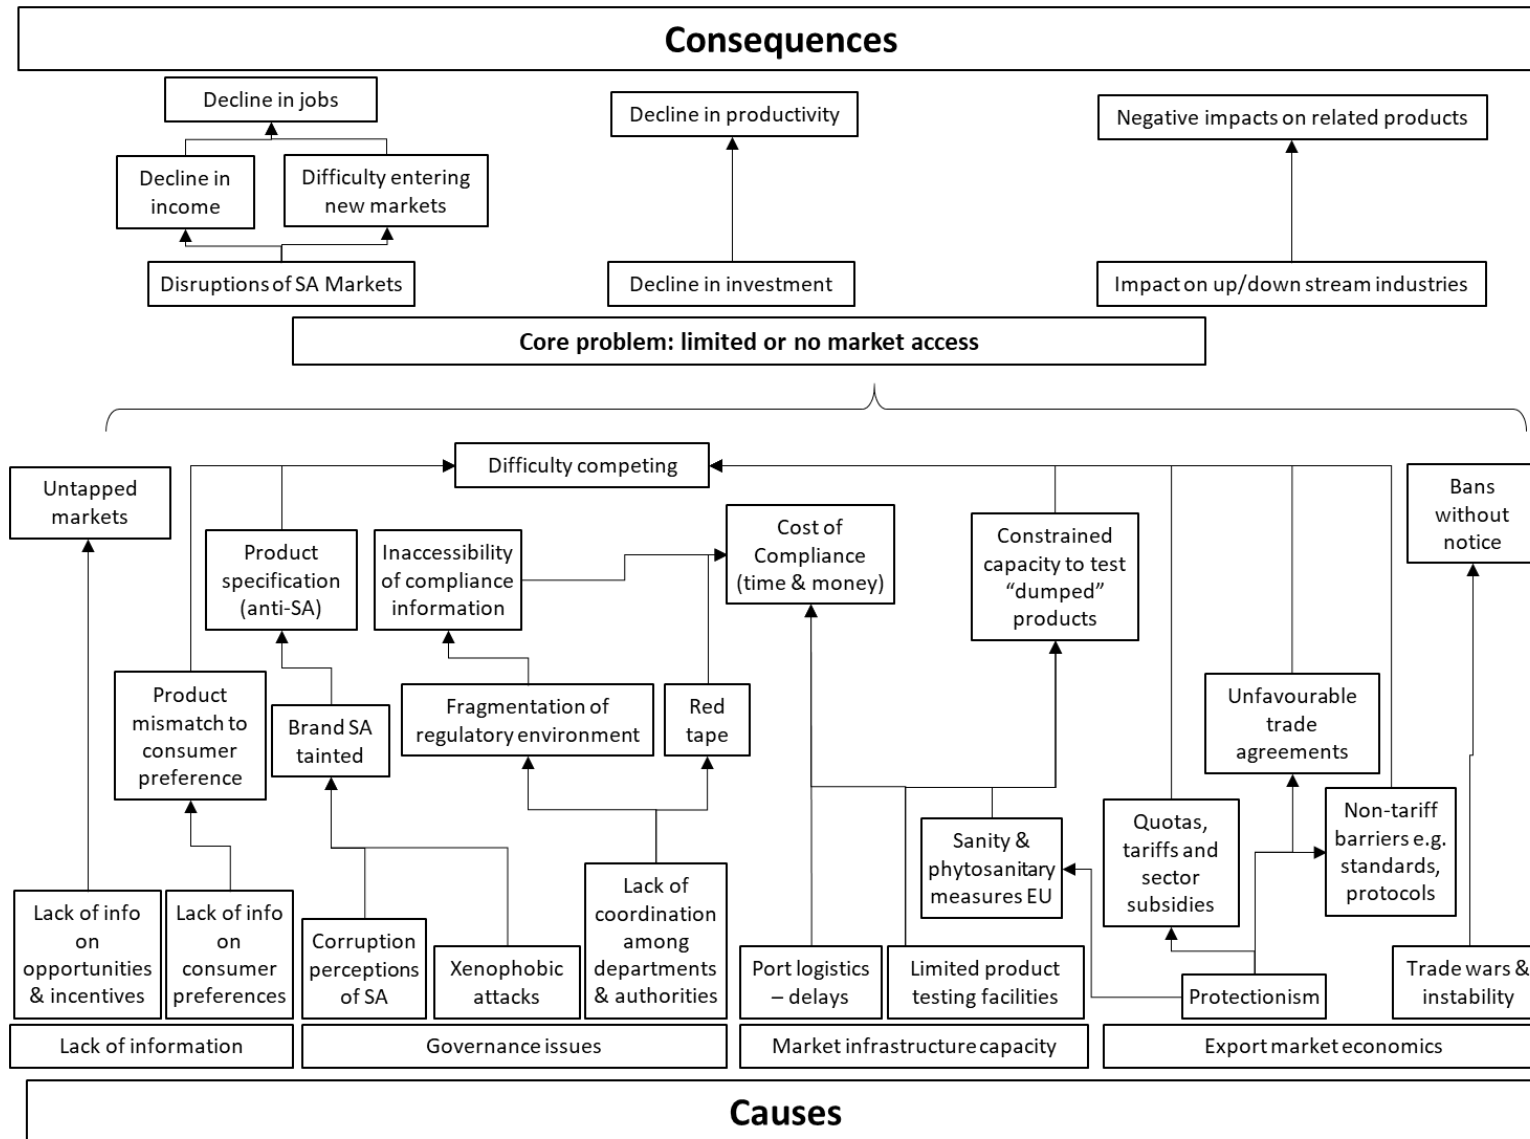 Consequences
Decline in jobs
Decline in
income
Difficulty entering
new markets
Disruptions of SA Markets
Decline in productivity
Decline in investment
Negative impacts on related products
Impact on up/down stream industries
Core problem: limited or no market access
Untapped
markets
Difficulty competing
Bans
without
notice
Product
specification
(anti-SA)
Inaccessibility
of compliance
information
Cost of
Compliance
(time & money)
Constrained
capacity to test
“dumped”
products
Product
mismatch to
consumer
preference
Brand SA
tainted
Fragmentation of
regulatory environment
Red
tape
Unfavourable
trade
agreements
Sanity &
phytosanitary
measures EU
Quotas,
tariffs and
sector
subsidies
Non-tariff
barriers e.g.
standards,
protocols
Lack of info
on
opportunities
& incentives
Lack of info
on
consumer
preferences
Corruption
perceptions
of SA
Xenophobic
attacks
Lack of
coordination
among
departments
& authorities
Port logistics
– delays
Limited product
testing facilities
Protectionism
Trade wars &
instability
Lack of information
Governance issues
Market infrastructure capacity
Export market economics
Causes